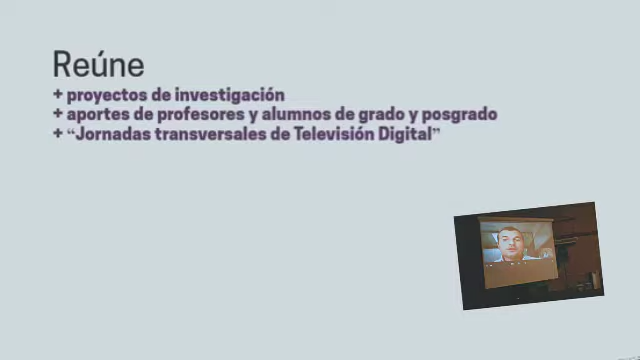 Reúne
+ proyectos de investigación
+ aportes de profesores y alumnos de grado y posgrado
+ “Jornadas transversales de Televisión Digital”